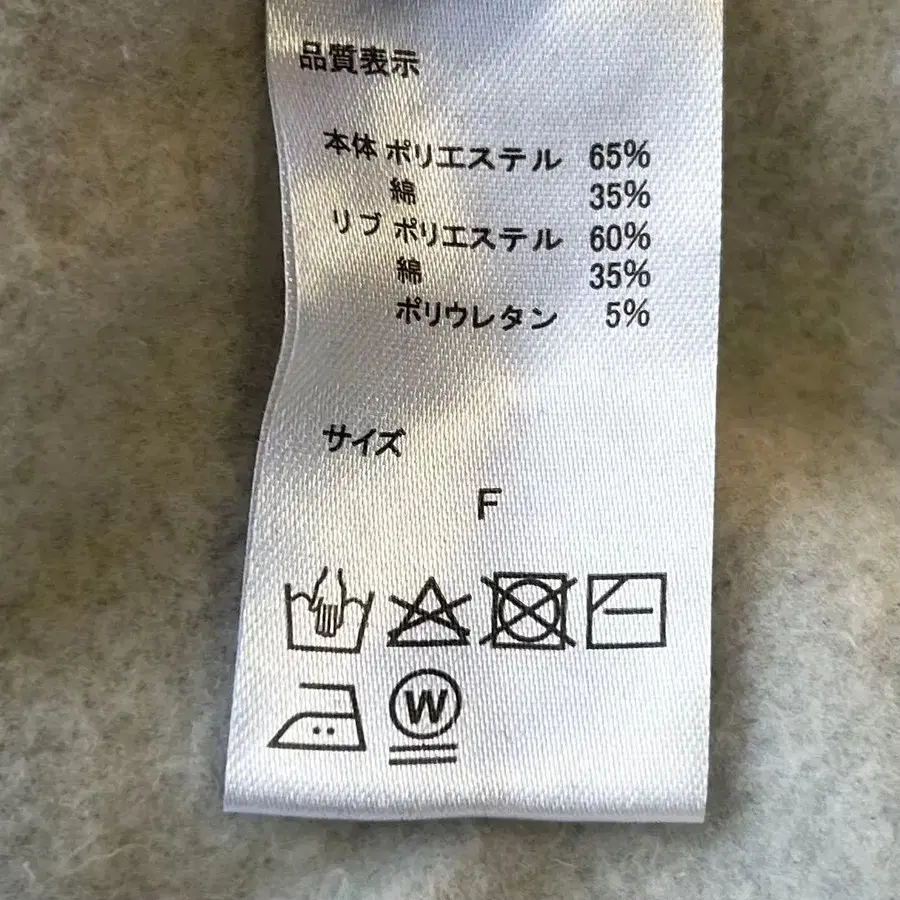 品質表示
本体 ポリエステル 65%
綿 35%
リブ ポリエステル 60%
綿 35%
ポリウレタン 5%
サイズ
F
W